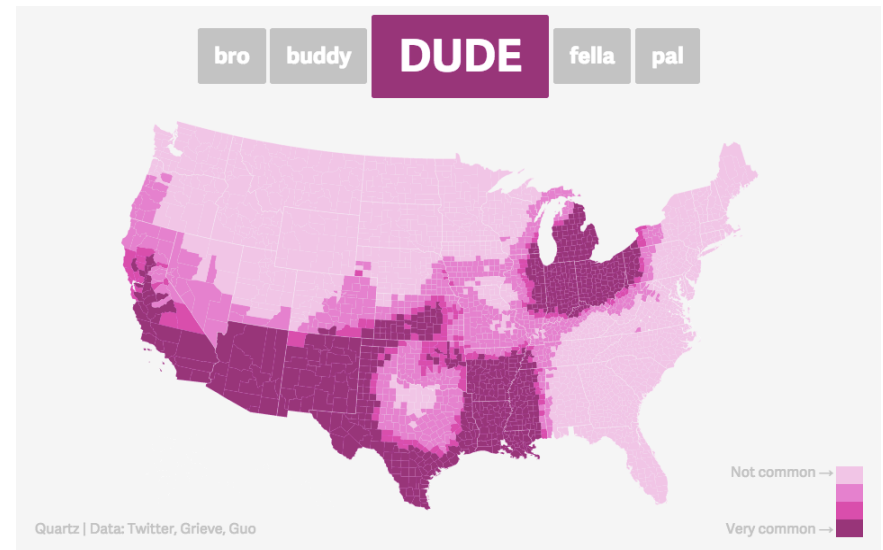 bro buddy DUDE fella pal
Not common →
Very common →
Quartz | Data: Twitter, Grieve, Guo